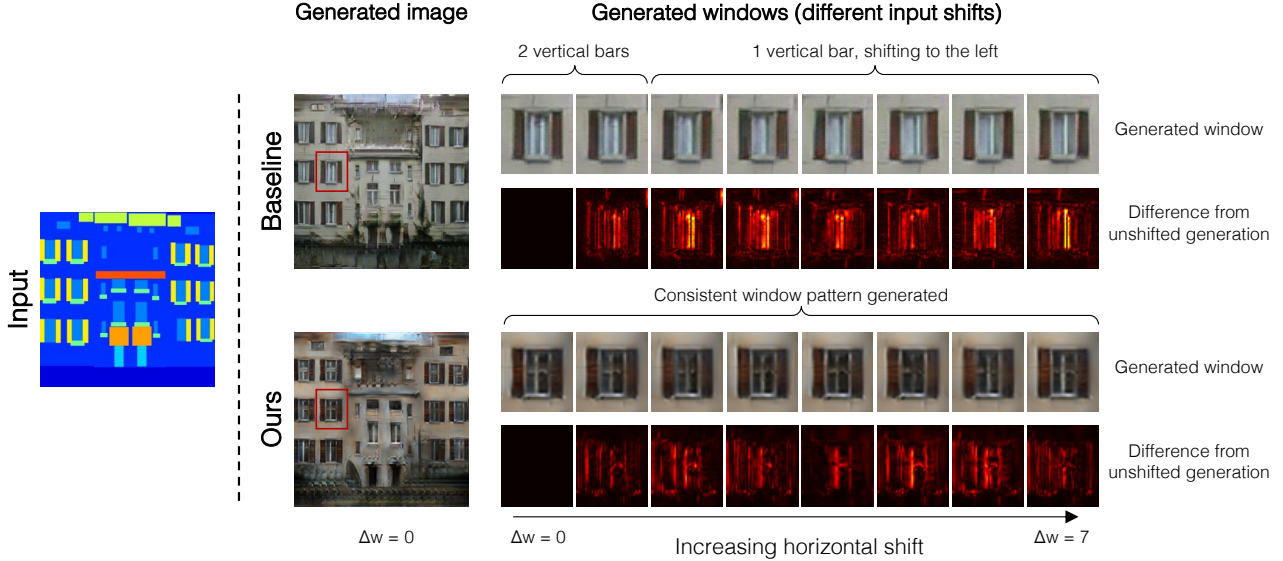 Generated image
Generated windows (different input shifts)
2 vertical bars
1 vertical bar, shifting to the left
Baseline
Generated window
Difference from
unshifted generation
Input
Consistent window pattern generated
Ours
Generated window
Difference from
unshifted generation
Δw = 0
Δw = 0
Increasing horizontal shift
Δw = 7